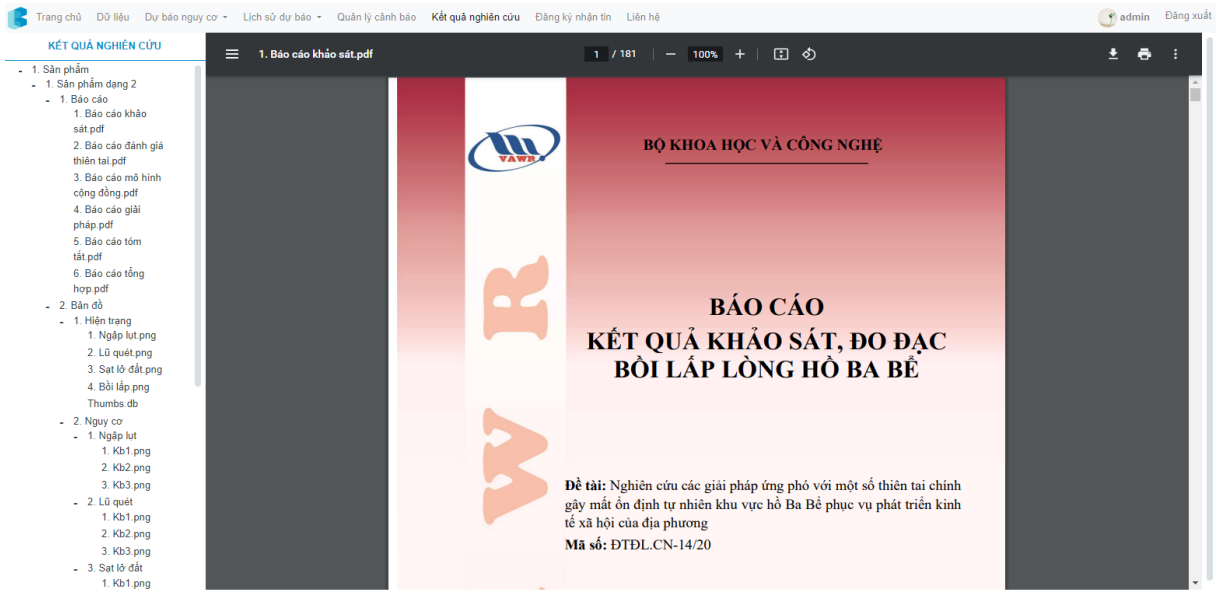 Trang chủ Dữ liệu Dự báo nguy cơ Lịch sử dự báo Quản lý cảnh báo Kết quả nghiên cứu Đăng ký nhận tin Liên hệ admin Đăng xuất
KẾT QUẢ NGHIÊN CỨU
- 1. Sản phẩm
- 1. Sản phẩm dạng 2
- 1. Báo cáo
1. Báo cáo khảo
sát.pdf
2. Báo cáo đánh giá
thiên tai.pdf
3. Báo cáo mô hình
cộng đồng.pdf
4. Báo cáo giải
pháp.pdf
5. Báo cáo tóm
tắt.pdf
6. Báo cáo tổng
hợp.pdf
- 2. Bản đồ
- 1. Hiện trạng
1. Ngập lụt.png
2. Lũ quét.png
3. Sạt lở đất.png
4. Bồi lắp.png
Thumbs.db
- 2. Nguy cơ
- 1. Ngập lụt
1. Kb1.png
2. Kb2.png
3. Kb3.png
- 2. Lũ quét
1. Kb1.png
2. Kb2.png
3. Kb3.png
- 3. Sạt lở đất
1. Kb1.png
1. Báo cáo khảo sát.pdf
1 / 181 | − 100% + |
VAWR
BỘ KHOA HỌC VÀ CÔNG NGHỆ
W R
BÁO CÁO
KẾT QUẢ KHẢO SÁT, ĐO ĐẠC
BỒI LẮP LÒNG HỒ BA BỂ
Đề tài: Nghiên cứu các giải pháp ứng phó với một số thiên tai chính
gây mất ổn định tự nhiên khu vực hồ Ba Bể phục vụ phát triển kinh
tế xã hội của địa phương
Mã số: ĐTĐL.CN-14/20